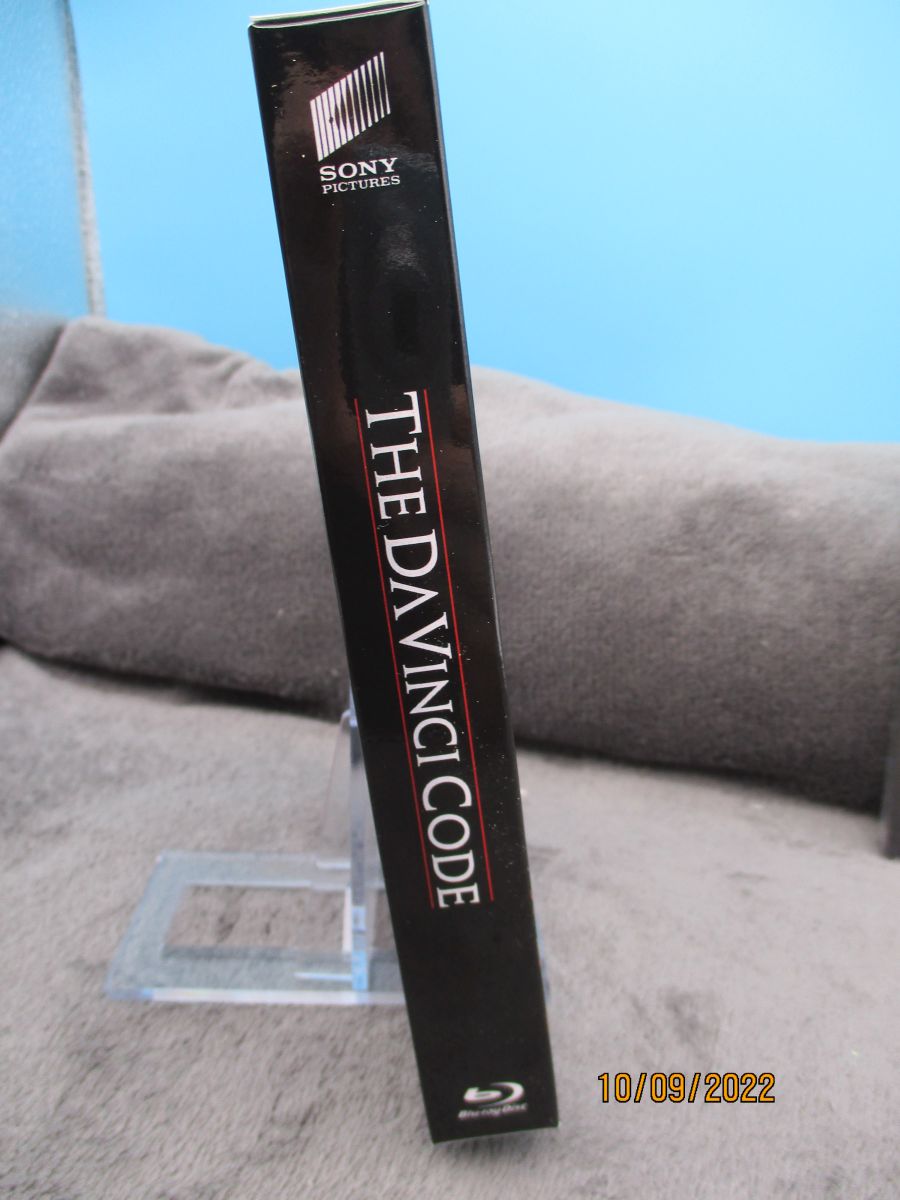 SONY
PICTURES
THE DA VINCI CODE
Blu-ray Disc
10/09/2022